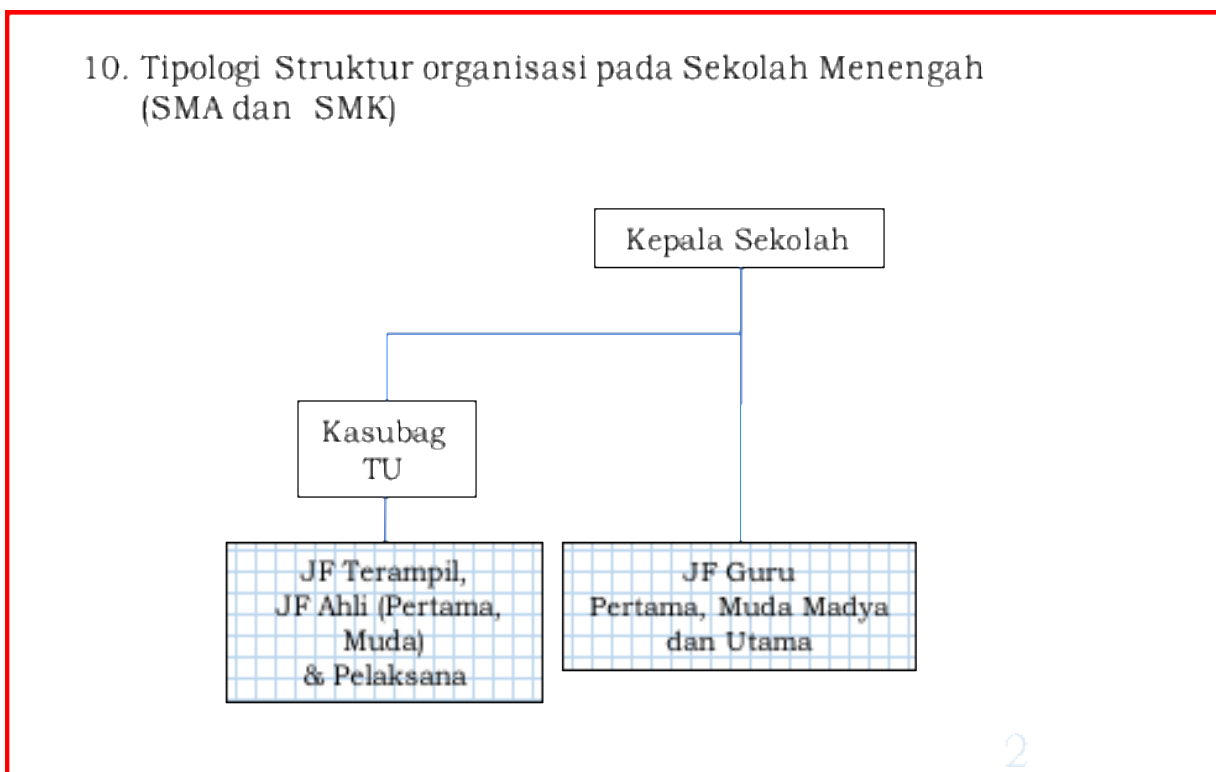 10. Tipologi Struktur organisasi pada Sekolah Menengah
(SMA dan SMK)
Kepala Sekolah
Kasubag
TU
JF Terampil,
JF Ahli (Pertama,
Muda)
& Pelaksana
JF Guru
Pertama, Muda Madya
dan Utama
2